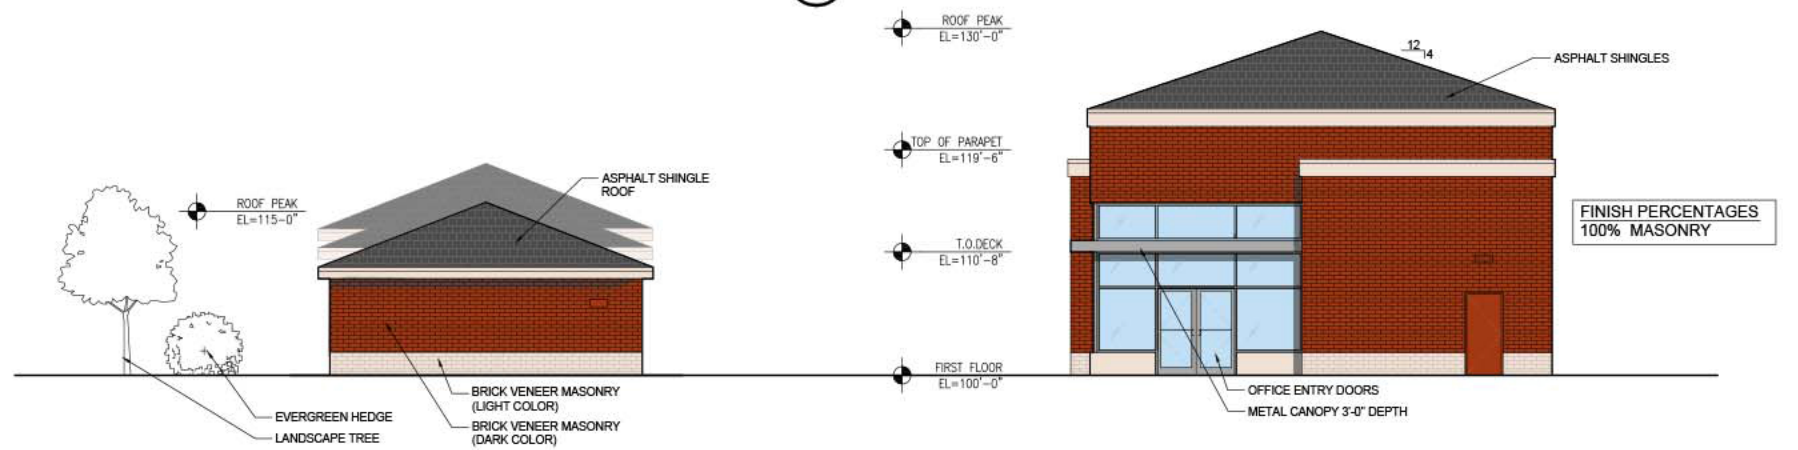 ROOF PEAK
EL=115-0"
ASPHALT SHINGLE
ROOF
BRICK VENEER MASONRY
(LIGHT COLOR)
BRICK VENEER MASONRY
(DARK COLOR)
EVERGREEN HEDGE
LANDSCAPE TREE
ROOF PEAK
EL=130'-0"
TOP OF PARAPET
EL=119'-6"
T.O.DECK
EL=110'-8"
FIRST FLOOR
EL=100'-0"
12
4
ASPHALT SHINGLES
FINISH PERCENTAGES
100% MASONRY
OFFICE ENTRY DOORS
METAL CANOPY 3'-0" DEPTH